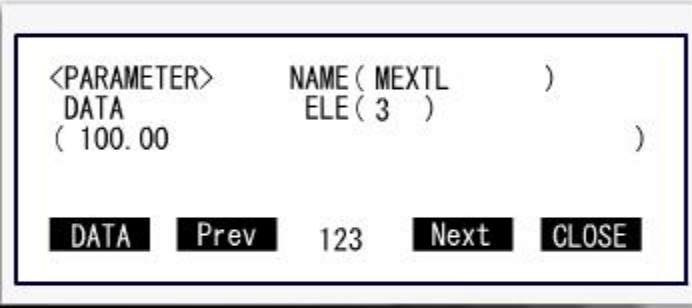 <PARAMETER> NAME( MEXTL )
DATA ELE( 3 )
( 100.00 )
DATA Prev 123 Next CLOSE